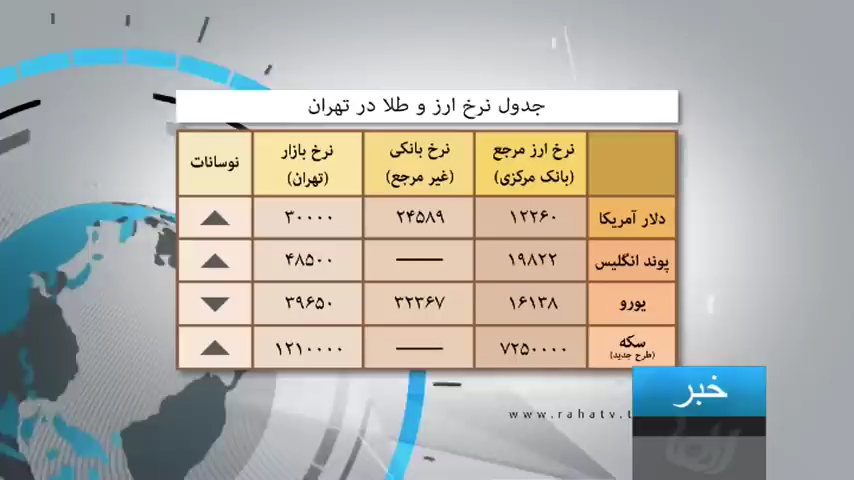 جدول نرخ ارز و طلا در تهران
نرخ ارز مرجع (بانک مرکزی) نرخ بانکی (غیر مرجع) نرخ بازار (تهران) نوسانات
دلار آمریکا ۱۲۲۶۰ ۲۴۵۸۹ ۳۰۰۰۰
پوند انگلیس ۱۹۸۲۲ —— ۴۸۵۰۰
یورو ۱۶۱۳۸ ۳۲۳۶۷ ۳۹۶۵۰
سکه (طرح جدید) ۷۲۵۰۰۰۰ —— ۱۲۱۰۰۰۰
خبر
www.rahatv.t